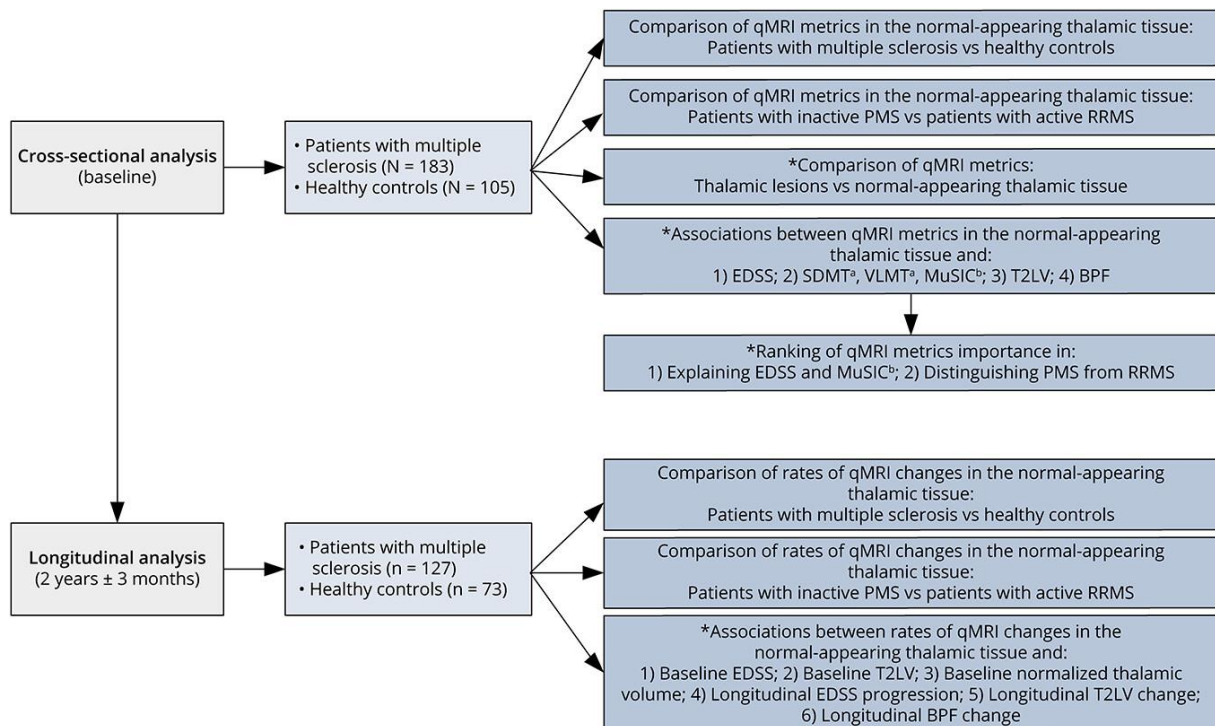 Comparison of qMRI metrics in the normal-appearing thalamic tissue:
Patients with multiple sclerosis vs healthy controls
Comparison of qMRI metrics in the normal-appearing thalamic tissue:
Patients with inactive PMS vs patients with active RRMS
Cross-sectional analysis
(baseline)
• Patients with multiple
sclerosis (N = 183)
• Healthy controls (N = 105)
*Comparison of qMRI metrics:
Thalamic lesions vs normal-appearing thalamic tissue
*Associations between qMRI metrics in the normal-appearing
thalamic tissue and:
1) EDSS; 2) SDMTᵃ, VLMTᵃ, MuSICᵇ; 3) T2LV; 4) BPF
*Ranking of qMRI metrics importance in:
1) Explaining EDSS and MuSICᵇ; 2) Distinguishing PMS from RRMS
Longitudinal analysis
(2 years ± 3 months)
• Patients with multiple
sclerosis (n = 127)
• Healthy controls (n = 73)
Comparison of rates of qMRI changes in the normal-appearing
thalamic tissue:
Patients with multiple sclerosis vs healthy controls
Comparison of rates of qMRI changes in the normal-appearing
thalamic tissue:
Patients with inactive PMS vs patients with active RRMS
*Associations between rates of qMRI changes in the
normal-appearing thalamic tissue and:
1) Baseline EDSS; 2) Baseline T2LV; 3) Baseline normalized thalamic
volume; 4) Longitudinal EDSS progression; 5) Longitudinal T2LV change;
6) Longitudinal BPF change